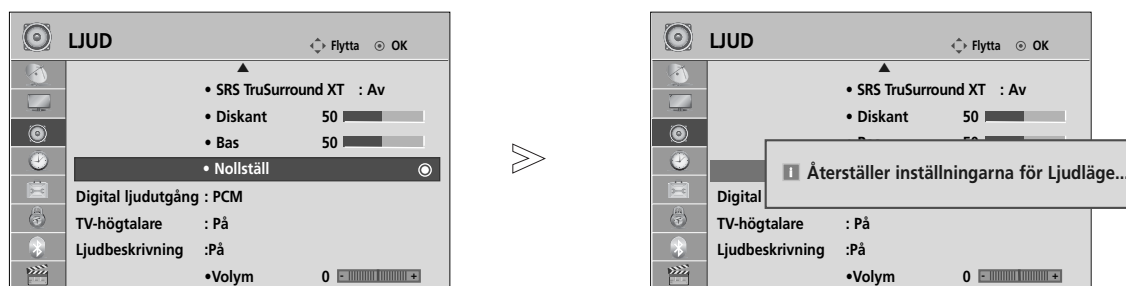 LJUD
Flytta OK
• SRS TruSurround XT : Av
• Diskant 50
• Bas 50
• Nollställ
Digital ljudutgång : PCM
TV-högtalare : På
Ljudbeskrivning :På
•Volym 0 - +
LJUD
Flytta OK
• SRS TruSurround XT : Av
• Diskant 50
Återställer inställningarna för Ljudläge...
Digital
TV-högtalare : På
Ljudbeskrivning :På
•Volym 0 - +